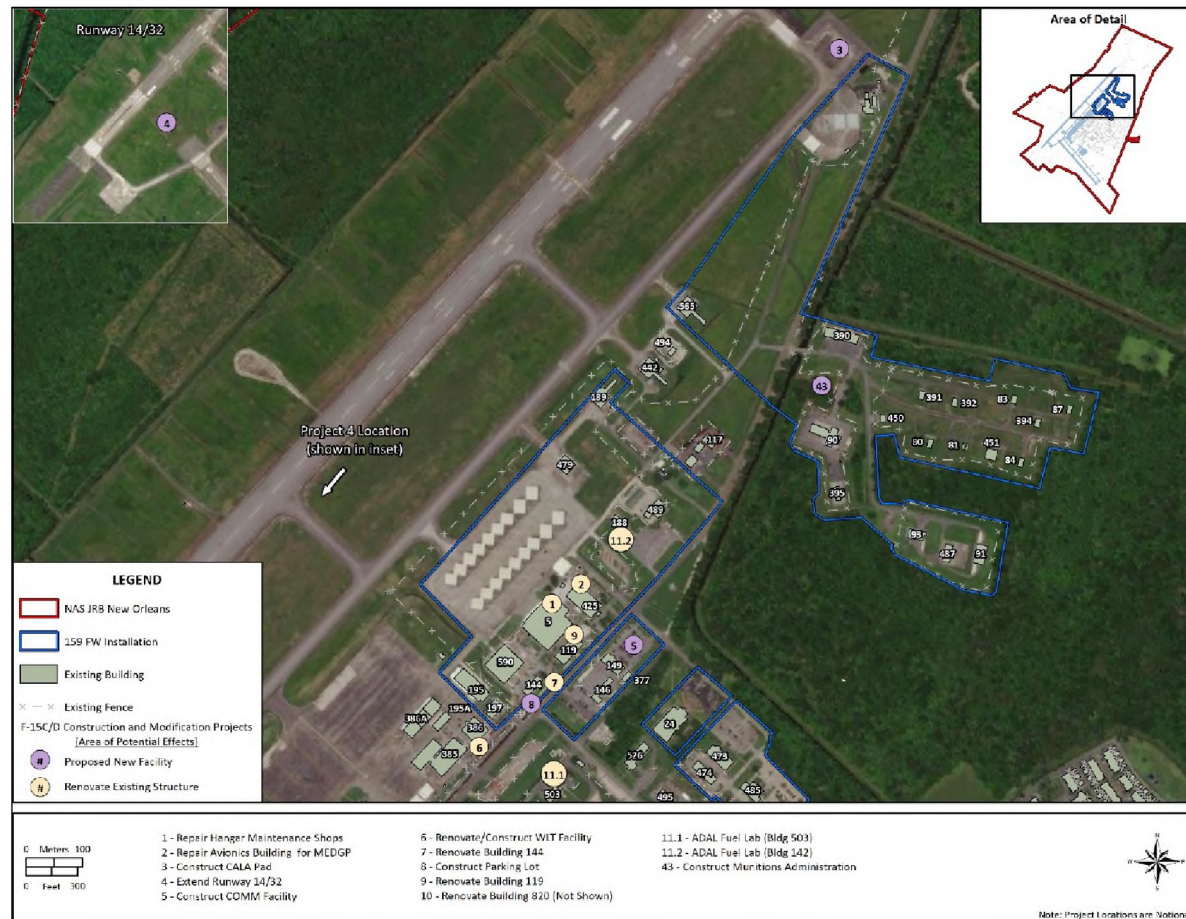 Runway 14/32
4
Area of Detail
3
585
494
442
390
43
391
392
83
87
450
394
80
81
451
84
90
395
487
91
189
117
Project 4 Location
(shown in inset)
479
489
188
11.2
2
1
425
5
9
119
590
7
144
195
197
8
195A
386A
386
385
6
5
149
377
146
24
526
473
474
485
495
11.1
503
LEGEND
NAS JRB New Orleans
159 FW Installation
Existing Building
Existing Fence
F-15C/D Construction and Modification Projects
[Area of Potential Effects]
# Proposed New Facility
# Renovate Existing Structure
0 Meters 100
0 Feet 300
1 - Repair Hangar Maintenance Shops
2 - Repair Avionics Building for MEDGP
3 - Construct CALA Pad
4 - Extend Runway 14/32
5 - Construct COMM Facility
6 - Renovate/Construct WLT Facility
7 - Renovate Building 144
8 - Construct Parking Lot
9 - Renovate Building 119
10 - Renovate Building 820 (Not Shown)
11.1 - ADAL Fuel Lab (Bldg 503)
11.2 - ADAL Fuel Lab (Bldg 142)
43 - Construct Munitions Administration
N
W E
S
Note: Project Locations are Notion